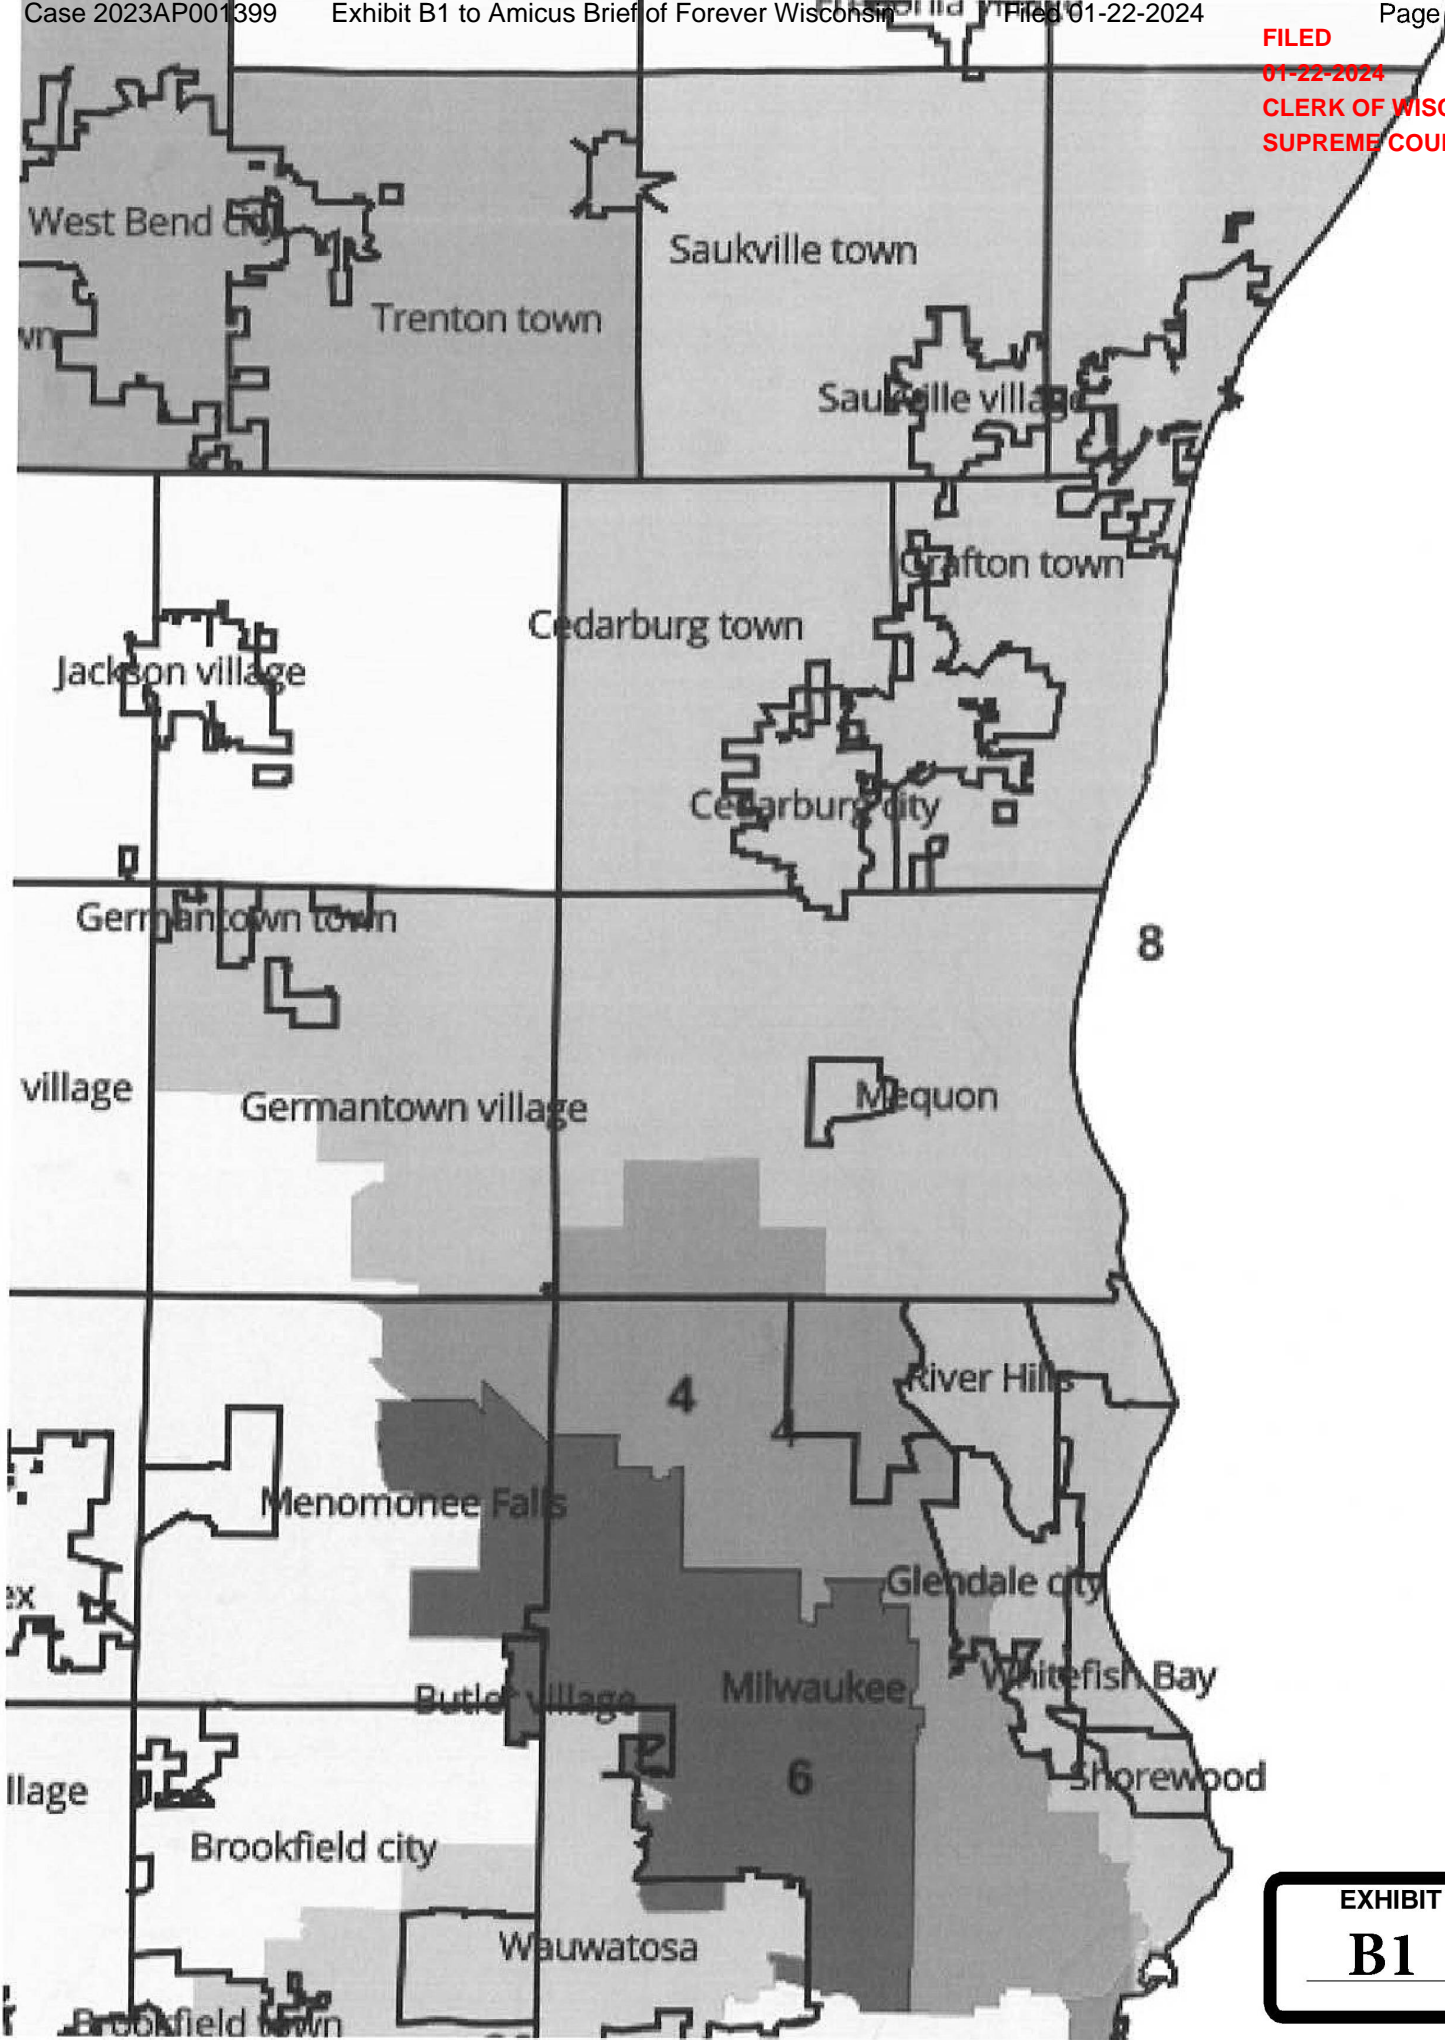 Case 2023AP001399 Exhibit B1 to Amicus Brief of Forever Wisconsin Filed 01-22-2024 Page
FILED
01-22-2024
CLERK OF WISC
SUPREME COU
West Bend city
Saukville town
Trenton town
wn
Saukville village
Grafton town
Cedarburg town
Jackson village
Cedarburg city
Germantown town
8
village
Germantown village
Mequon
River Hills
4
4
Menomonee Falls
Glendale city
ex
Whitefish Bay
Milwaukee
Butler village
6
Shorewood
llage
Brookfield city
EXHIBIT
B1
Wauwatosa
Brookfield town